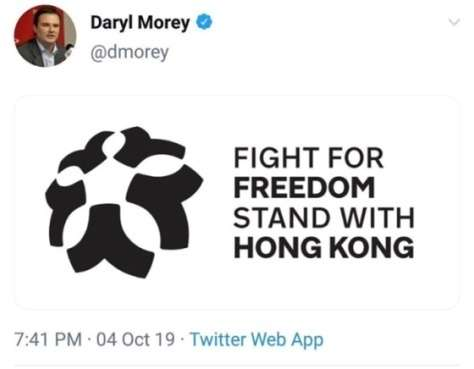 Daryl Morey
@dmorey
FIGHT FOR
FREEDOM
STAND WITH
HONG KONG
7:41 PM · 04 Oct 19 · Twitter Web App